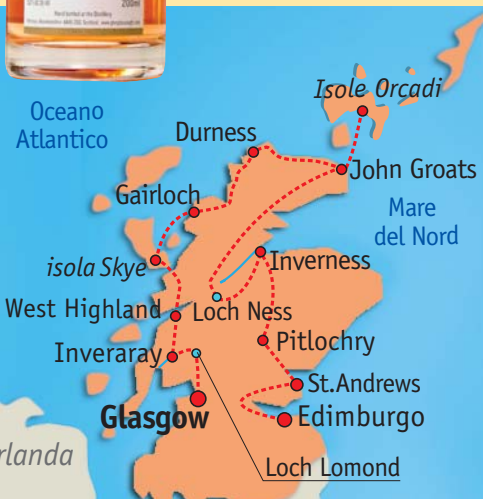 200ml
Isole Orcadi
Oceano
Atlantico
Durness
John Groats
Gairloch
Mare
del Nord
isola Skye
Inverness
West Highland
Loch Ness
Inveraray
Pitlochry
St.Andrews
Glasgow
Edimburgo
rlanda
Loch Lomond